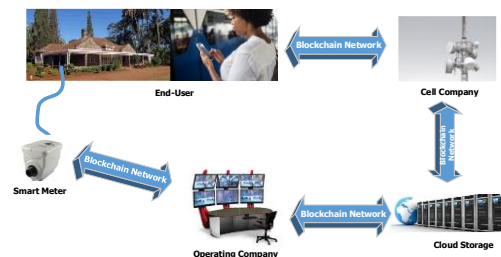 Blockchain Network
End-User
Cell Company
Blockchain
Network
Blockchain Network
Smart Meter
Blockchain Network
Operating Company
Cloud Storage